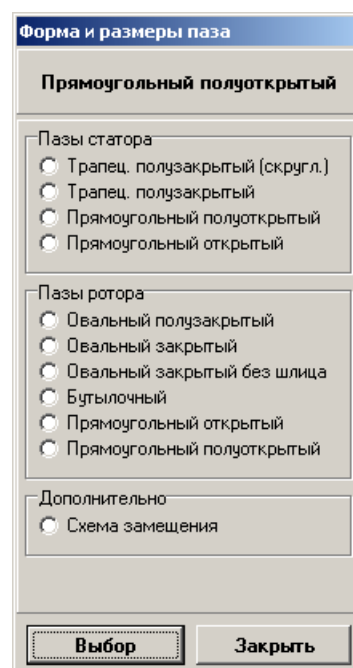 Форма и размеры паза
Прямоугольный полуоткрытый
Пазы статора
Трапец. полузакрытый (скругл.)
Трапец. полузакрытый
Прямоугольный полуоткрытый
Прямоугольный открытый
Пазы ротора
Овальный полузакрытый
Овальный закрытый
Овальный закрытый без шлица
Бутылочный
Прямоугольный открытый
Прямоугольный полуоткрытый
Дополнительно
Схема замещения
Выбор Закрыть